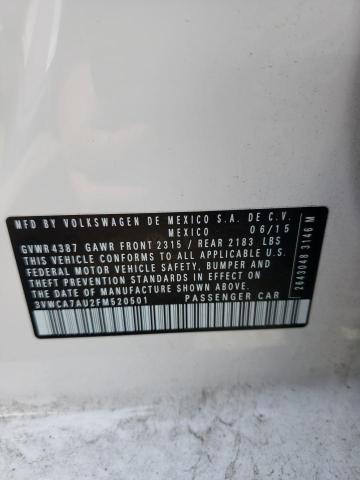 MFD. BY VOLKSWAGEN DE MEXICO S.A. DE C.V.
MEXICO 06/15
GVWR 4387 GAWR FRONT 2315 / REAR 2183 LBS
THIS VEHICLE CONFORMS TO ALL APPLICABLE U.S.
FEDERAL MOTOR VEHICLE SAFETY, BUMPER AND
THEFT PREVENTION STANDARDS IN EFFECT ON THE
DATE OF MANUFACTURE SHOWN ABOVE.
3VWCA7AU2FM520501 PASSENGER CAR
2643048 3146 M